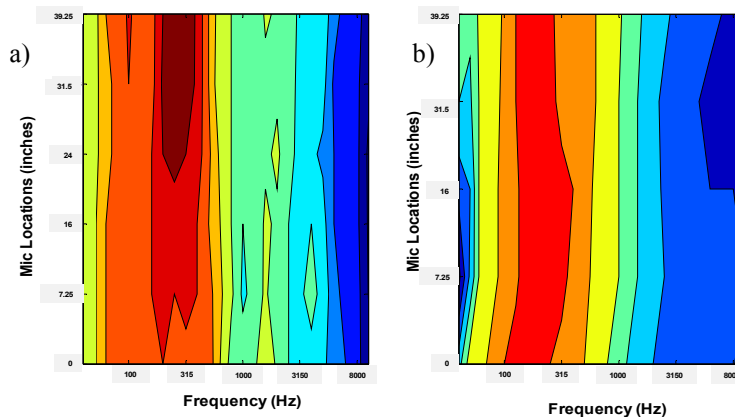 a)
Mic Locations (inches)
39.25
31.5
24
16
7.25
0
100 315 1000 3150 8000
Frequency (Hz)
b)
Mic Locations (inches)
39.25
31.5
16
7.25
0
100 315 1000 3150 800
Frequency (Hz)